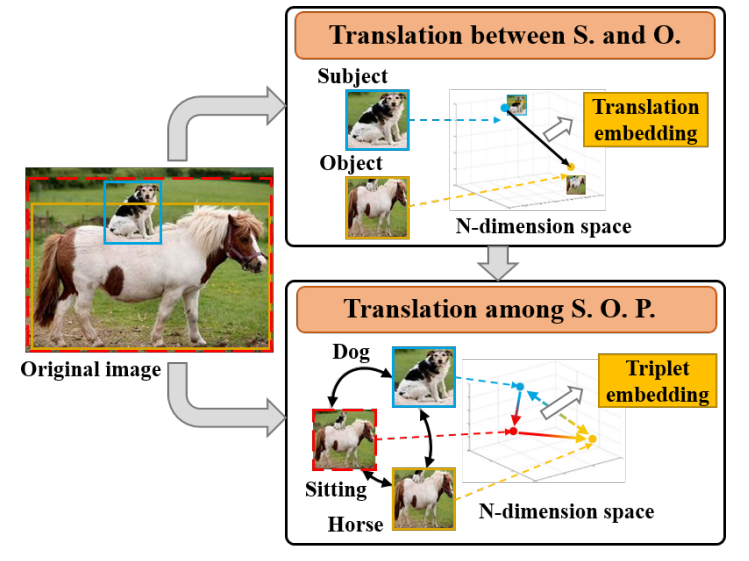 Translation between S. and O.
Subject
Translation
embedding
Object
N-dimension space
Original image
Translation among S. O. P.
Dog
Triplet
embedding
Sitting
Horse
N-dimension space